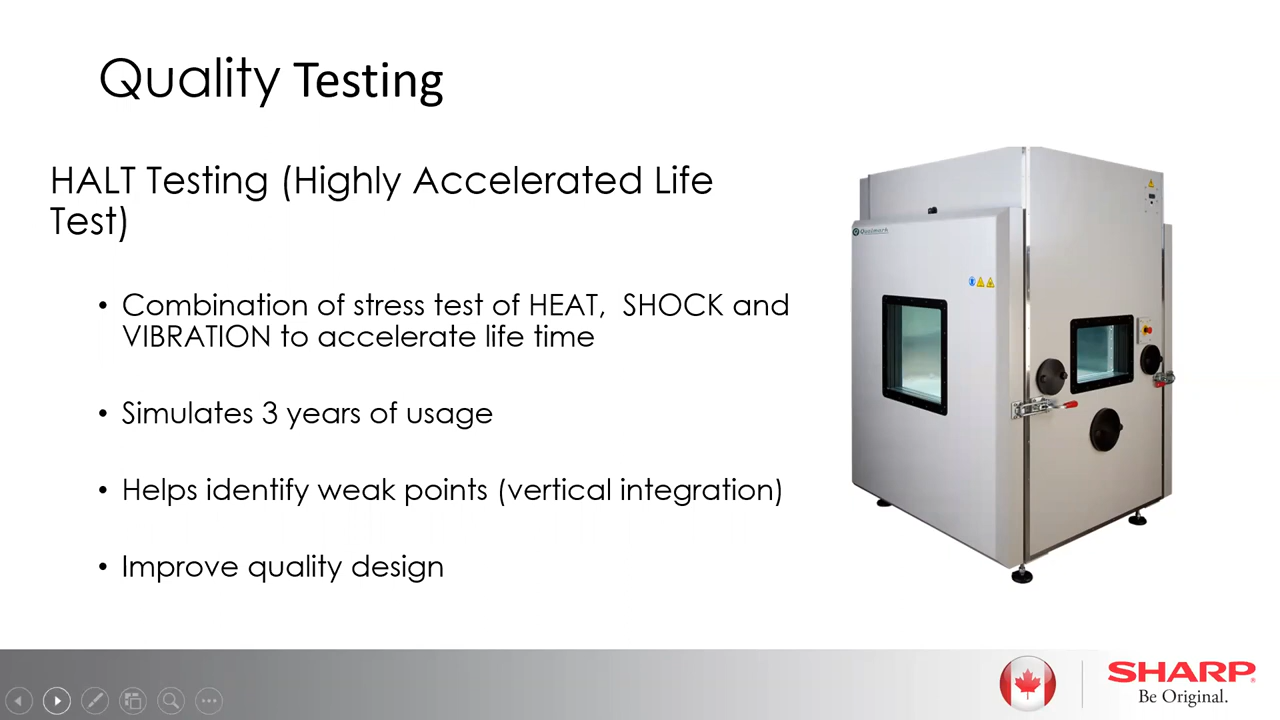 Quality Testing
HALT Testing (Highly Accelerated Life
Test)
• Combination of stress test of HEAT,  SHOCK and
VIBRATION to accelerate life time
• Simulates 3 years of usage
• Helps identify weak points (vertical integration)
• Improve quality design
Qualmark
SHARP
Be Original.